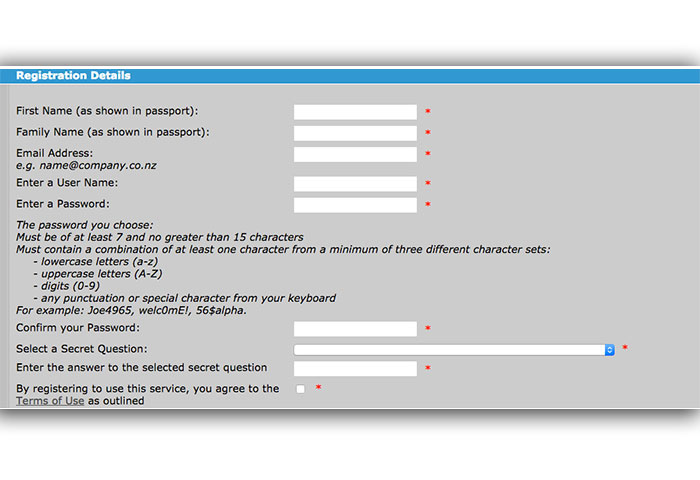 Registration Details
First Name (as shown in passport): *
Family Name (as shown in passport): *
Email Address: *
e.g. name@company.co.nz
Enter a User Name: *
Enter a Password: *
The password you choose:
Must be of at least 7 and no greater than 15 characters
Must contain a combination of at least one character from a minimum of three different character sets:
- lowercase letters (a-z)
- uppercase letters (A-Z)
- digits (0-9)
- any punctuation or special character from your keyboard
For example: Joe4965, welc0mE!, 56$alpha.
Confirm your Password: *
Select a Secret Question: *
Enter the answer to the selected secret question *
By registering to use this service, you agree to the *
Terms of Use as outlined